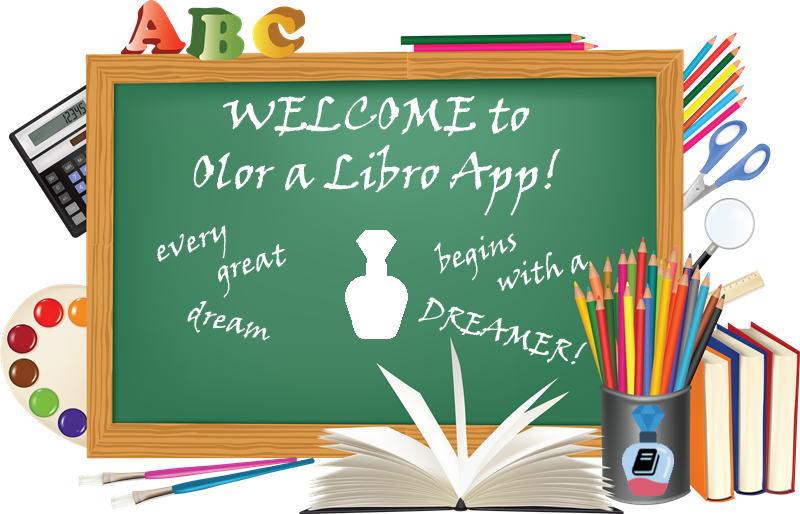 ABC
12345
WELCOME to
Olor a Libro App!
every
great
dream
begins
with a
DREAMER!